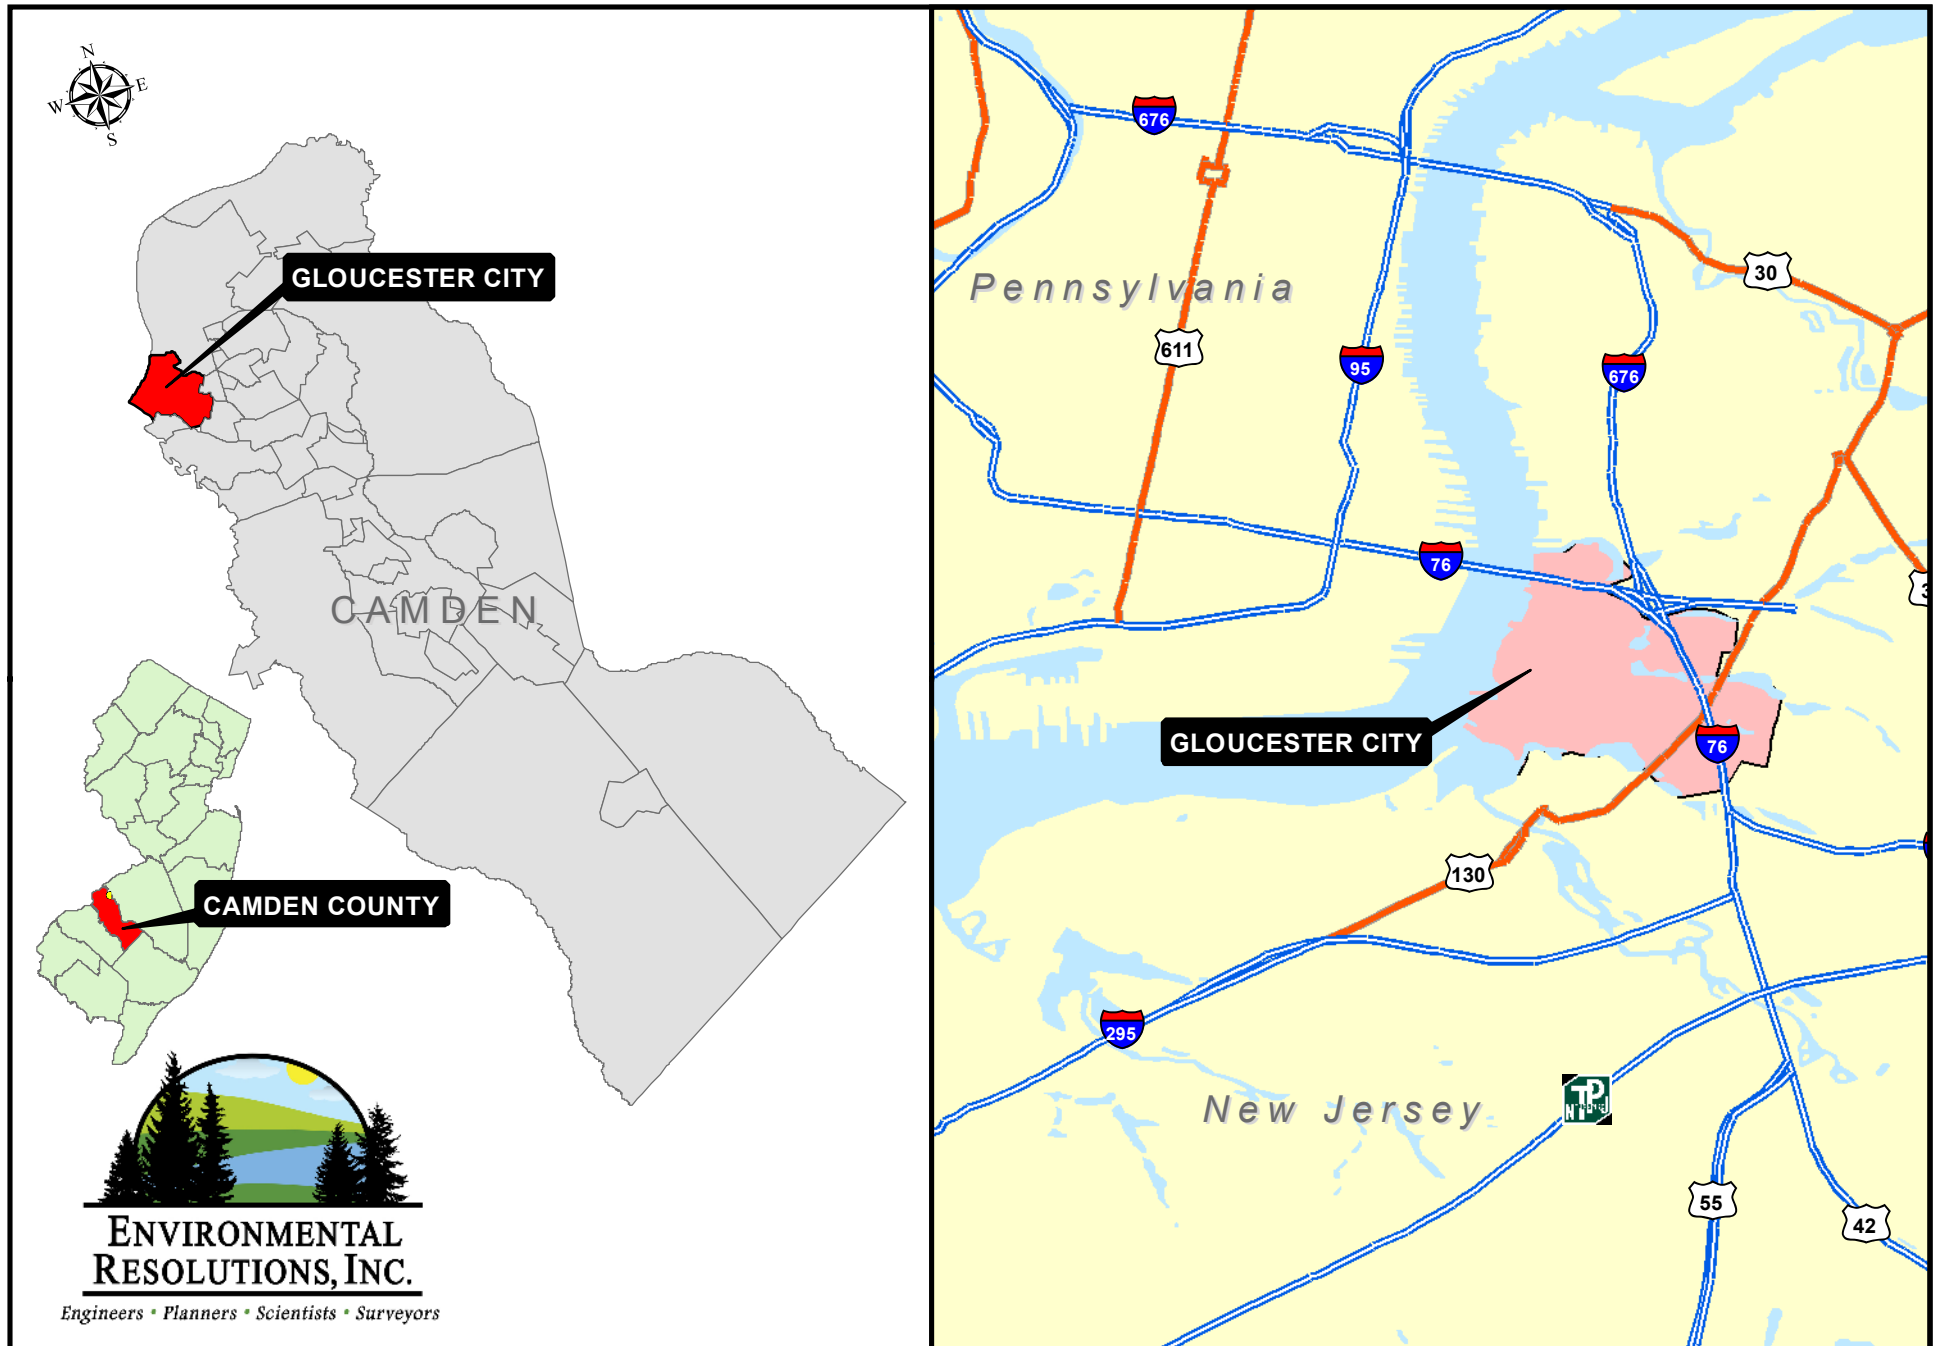 N
W
E
S
GLOUCESTER CITY
CAMDEN
CAMDEN COUNTY
ENVIRONMENTAL
RESOLUTIONS, INC.
Engineers • Planners • Scientists • Surveyors
676
30
Pennsylvania
611
95
676
76
3
GLOUCESTER CITY
76
130
295
New Jersey
55
42